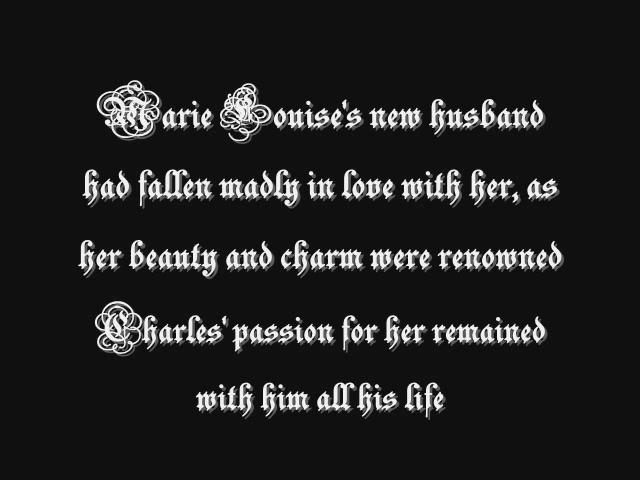 Marie Louise's new husband
had fallen madly in love with her, as
her beauty and charm were renowned
Charles' passion for her remained
with him all his life